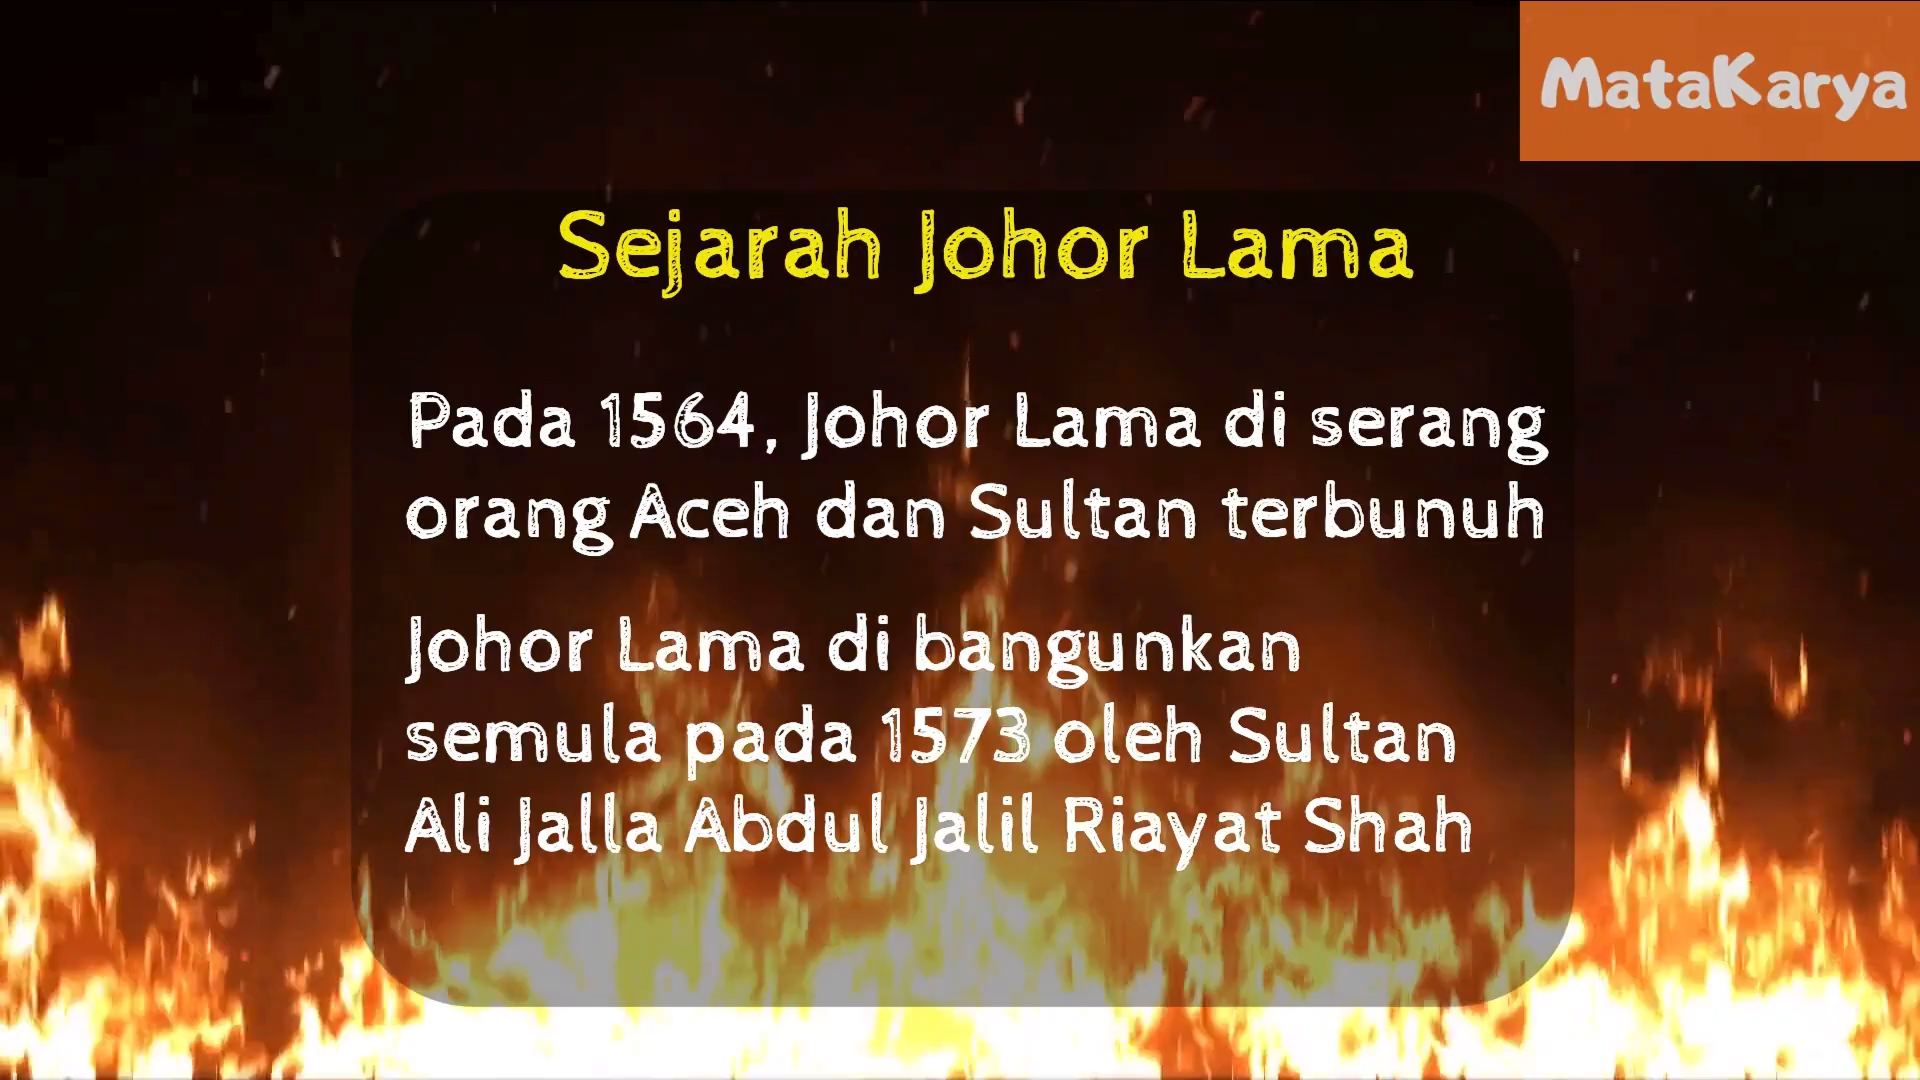 MataKarya
Sejarah Johor Lama
Pada 1564, Johor Lama di serang
orang Aceh dan Sultan terbunuh
Johor Lama di bangunkan
semula pada 1573 oleh Sultan
Ali Jalla Abdul Jalil Riayat Shah